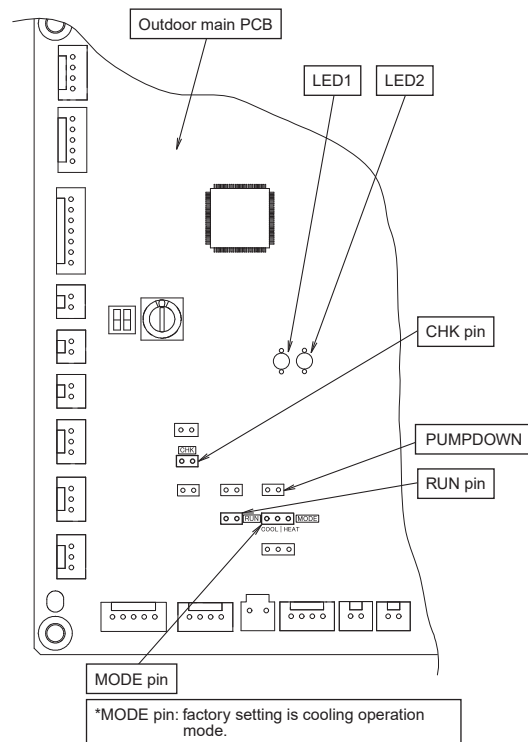 Outdoor main PCB
LED1
LED2
CHK pin
CHK
PUMPDOWN
RUN pin
RUN
MODE
COOL | HEAT
MODE pin
*MODE pin: factory setting is cooling operation
mode.